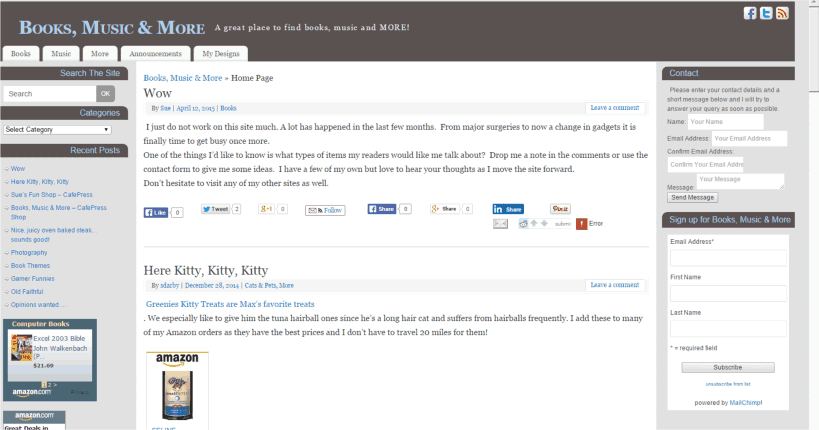 Books, Music & More
A great place to find books, music and MORE!
Books
Music
More
Announcements
My Designs
Search The Site
Search
OK
Categories
Select Category
Recent Posts
Wow
Here Kitty, Kitty, Kitty
Sue's Fun Shop – CafePress
Books, Music & More – CafePress
Shop
Nice, juicy oven baked steak...
sounds good!
Photography
Book Themes
Gamer Funnies
Old Faithful
Opinions wanted....
Computer Books
Excel 2003 Bible
John Walkenbach
(P...
$21.69
1 2 >
amazon.com
amazon.com
Great Deals in
Books, Music & More » Home Page
Wow
By Sue | April 12, 2015 | Books
Leave a comment
I just do not work on this site much. A lot has happened in the last few months. From major surgeries to now a change in gadgets it is
finally time to get busy once more.
One of the things I'd like to know is what types of items my readers would like me talk about? Drop me a note in the comments or use the
contact form to give me some ideas. I have a few of my own but love to hear your thoughts as I move the site forward.
Don't hesitate to visit any of my other sites as well.
Like 0
Tweet 2
+1 0
Follow
Share 0
Share 0
Share
Pin it
submit
Error
Here Kitty, Kitty, Kitty
By sdarby | December 28, 2014 | Cats & Pets, More
Leave a comment
Greenies Kitty Treats are Max's favorite treats
. We especially like to give him the tuna hairball ones since he's a long hair cat and suffers from hairballs frequently. I add these to many
of my Amazon orders as they have the best prices and I don't have to travel 20 miles for them!
amazon
FELINE
Contact
Please enter your contact details and a
short message below and I will try to
answer your query as soon as possible.
Name: Your Name
Email Address: Your Email Address
Confirm Email Address:
Confirm Your Email Addre
Message: Your Message
Send Message
Sign up for Books, Music & More
Email Address*
First Name
Last Name
* = required field
Subscribe
unsubscribe from list
powered by MailChimp!